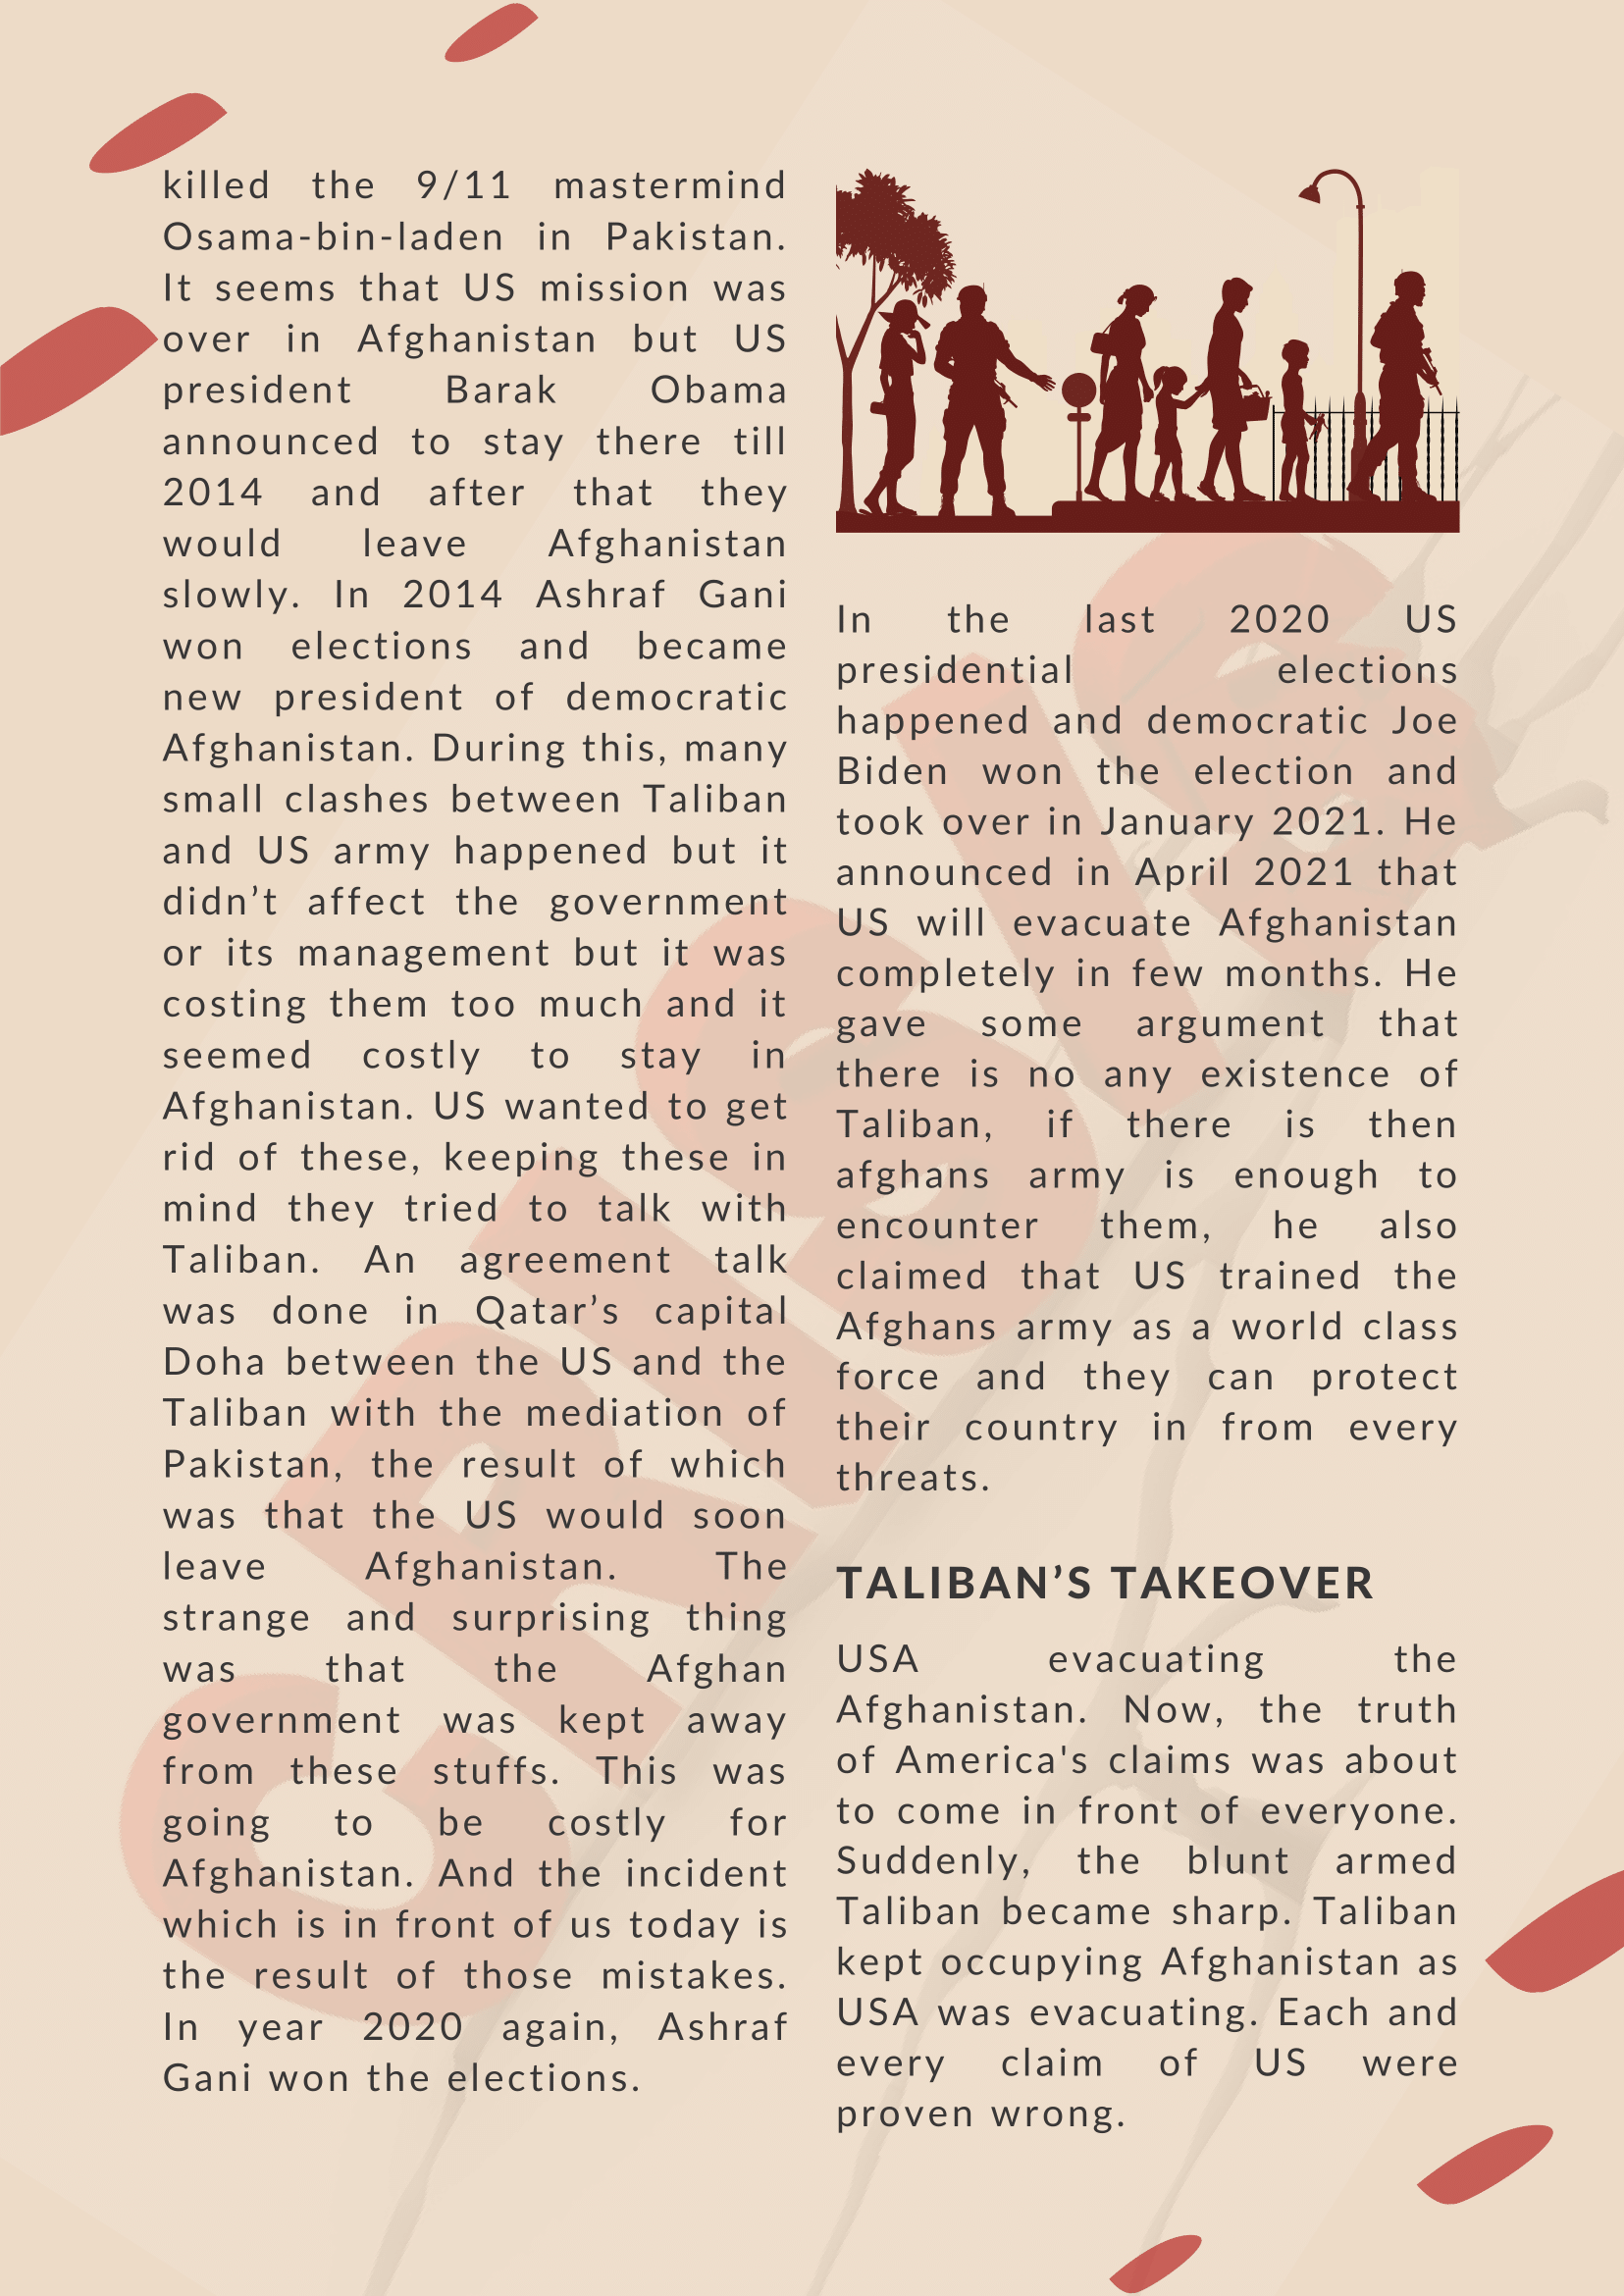 killed the 9/11 mastermind
Osama-bin-laden in Pakistan.
It seems that US mission was
over in Afghanistan but US
president Barak Obama
announced to stay there till
2014 and after that they
would leave Afghanistan
slowly. In 2014 Ashraf Gani
won elections and became
new president of democratic
Afghanistan. During this, many
small clashes between Taliban
and US army happened but it
didn’t affect the government
or its management but it was
costing them too much and it
seemed costly to stay in
Afghanistan. US wanted to get
rid of these, keeping these in
mind they tried to talk with
Taliban. An agreement talk
was done in Qatar’s capital
Doha between the US and the
Taliban with the mediation of
Pakistan, the result of which
was that the US would soon
leave Afghanistan. The
strange and surprising thing
was that the Afghan
government was kept away
from these stuffs. This was
going to be costly for
Afghanistan. And the incident
which is in front of us today is
the result of those mistakes.
In year 2020 again, Ashraf
Gani won the elections.
In the last 2020 US
presidential elections
happened and democratic Joe
Biden won the election and
took over in January 2021. He
announced in April 2021 that
US will evacuate Afghanistan
completely in few months. He
gave some argument that
there is no any existence of
Taliban, if there is then
afghans army is enough to
encounter them, he also
claimed that US trained the
Afghans army as a world class
force and they can protect
their country in from every
threats.
TALIBAN’S TAKEOVER
USA evacuating the
Afghanistan. Now, the truth
of America's claims was about
to come in front of everyone.
Suddenly, the blunt armed
Taliban became sharp. Taliban
kept occupying Afghanistan as
USA was evacuating. Each and
every claim of US were
proven wrong.
CRISIS